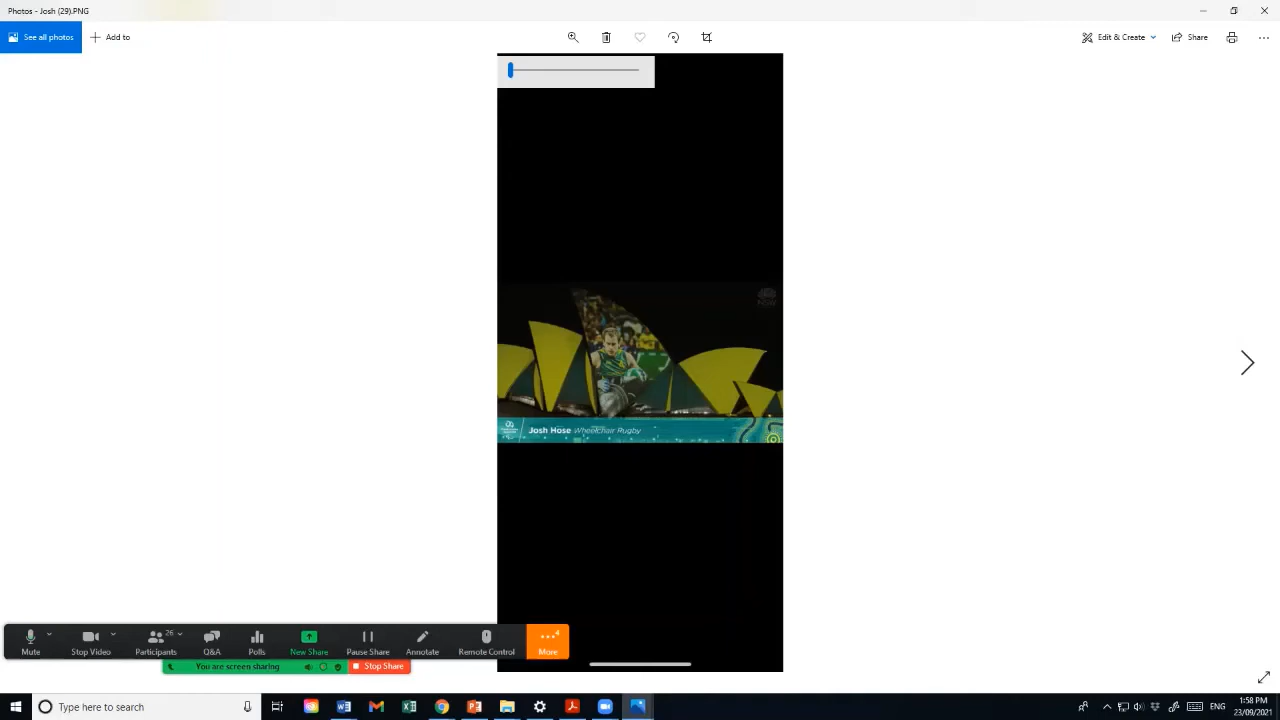 Photos - Josh (29).PNG
See all photos
Add to
Edit & Create
Share
Josh Hose Wheelchair Rugby
26
4
Mute
Stop Video
Participants
Q&A
Polls
New Share
Pause Share
Annotate
Remote Control
More
You are screen sharing
Stop Share
Type here to search
ENG
1:58 PM
23/09/2021